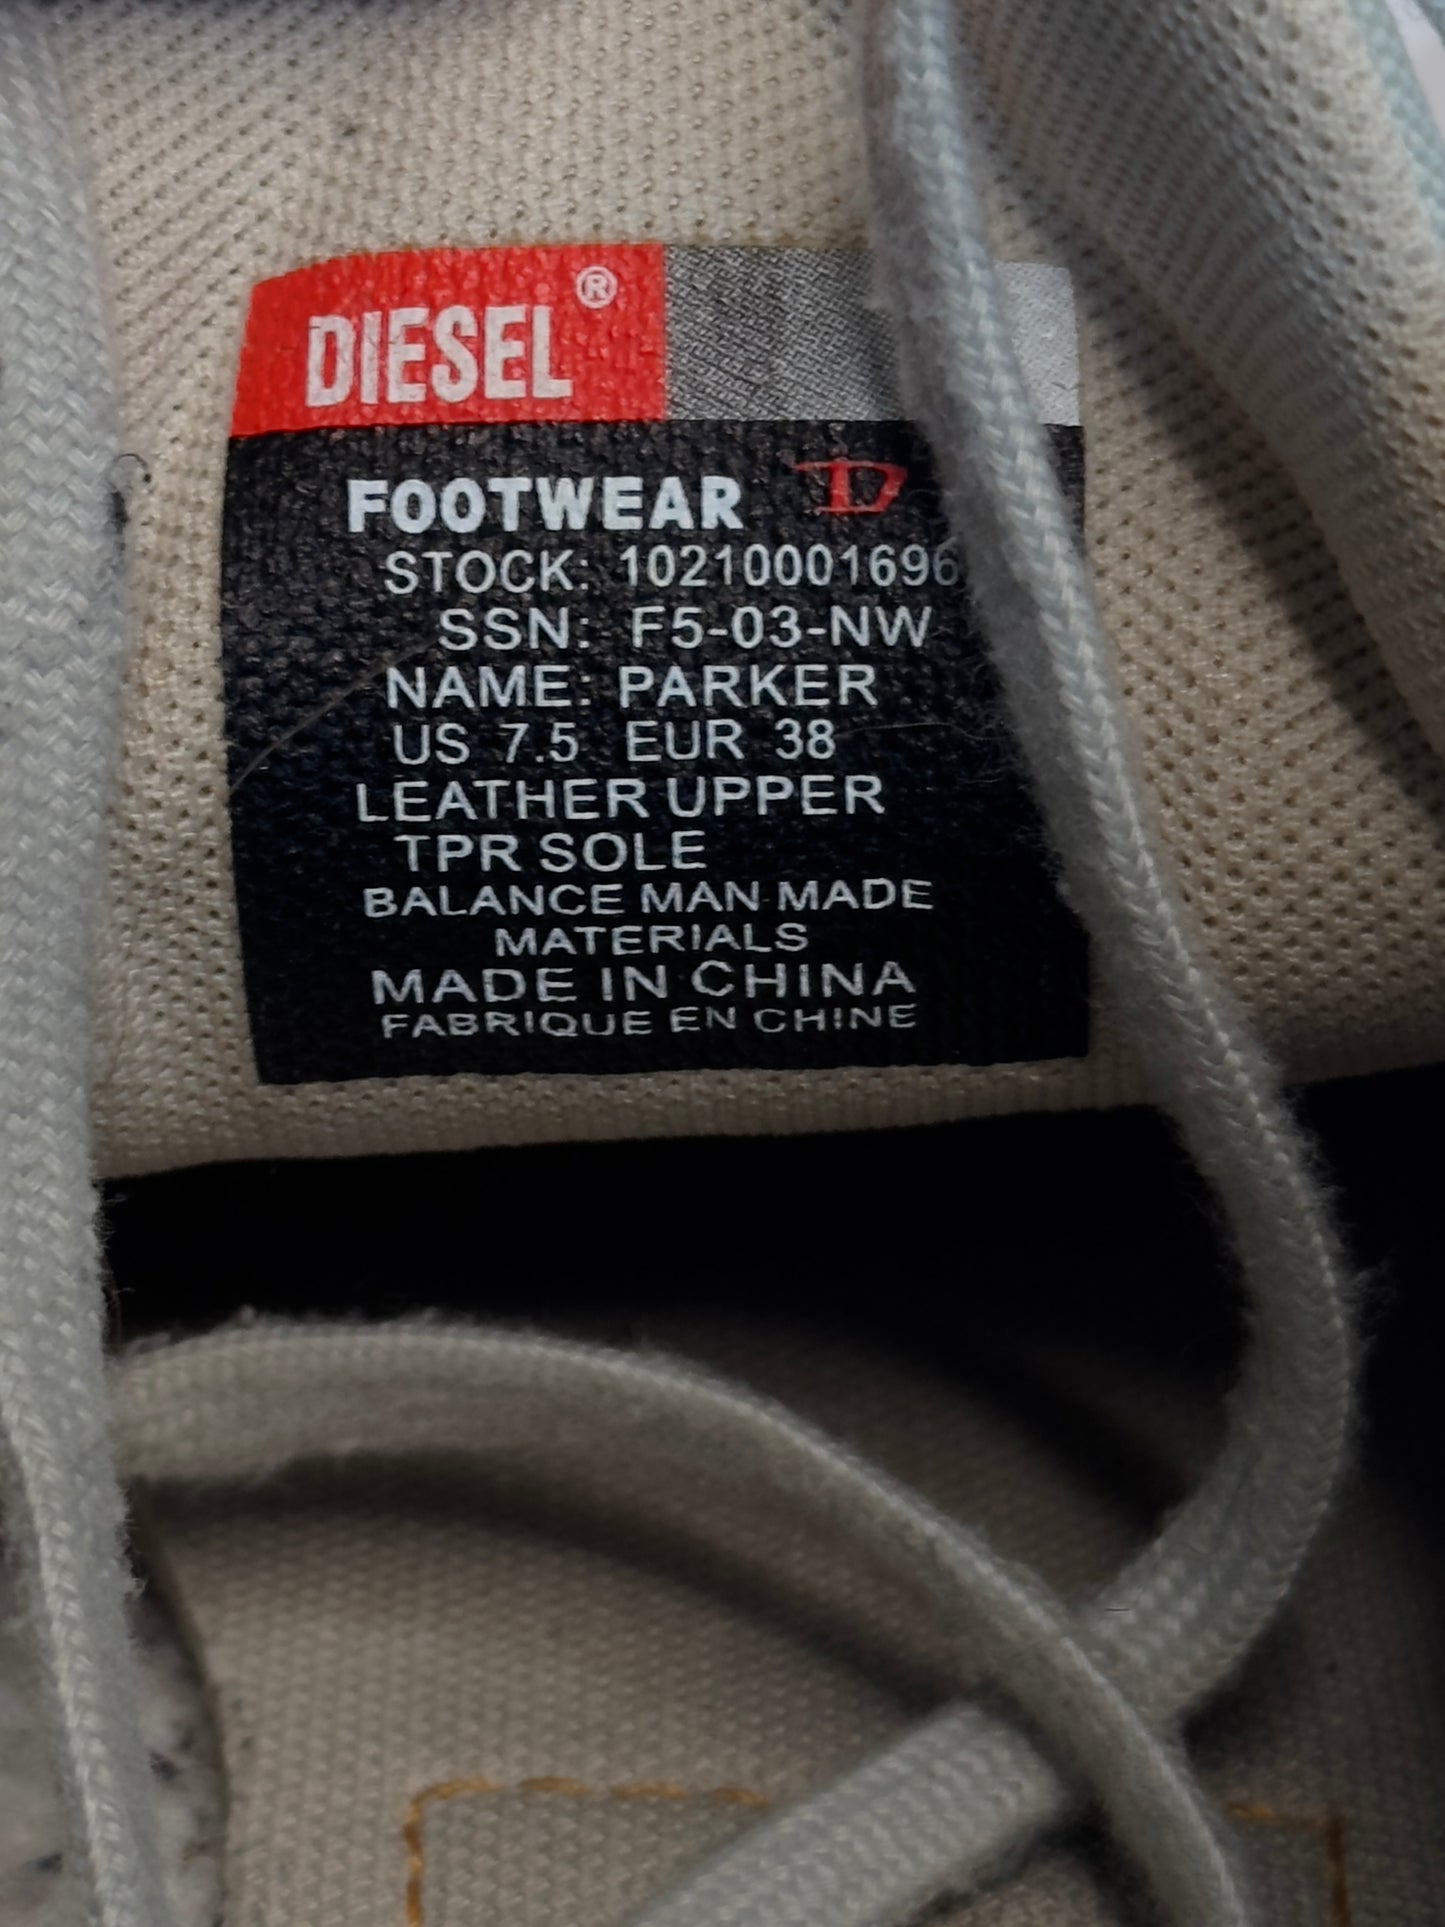 DIESEL®
FOOTWEAR D
STOCK: 10210001696
SSN: F5-03-NW
NAME: PARKER
US 7.5 EUR 38
LEATHER UPPER
TPR SOLE
BALANCE MAN MADE
MATERIALS
MADE IN CHINA
FABRIQUE EN CHINE